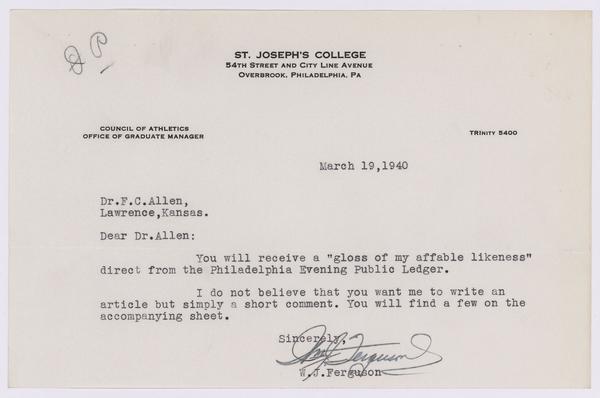 ST. JOSEPH'S COLLEGE
54TH STREET AND CITY LINE AVENUE
OVERBROOK, PHILADELPHIA, PA
COUNCIL OF ATHLETICS
OFFICE OF GRADUATE MANAGER
TRINITY 5400
March 19,1940
Dr.F.C.Allen,
Lawrence,Kansas.
Dear Dr.Allen:
You will receive a "gloss of my affable likeness"
direct from the Philadelphia Evening Public Ledger.
I do not believe that you want me to write an
article but simply a short comment. You will find a few on the
accompanying sheet.
Sincerely,
Wm J. Ferguson
W.J.Ferguson